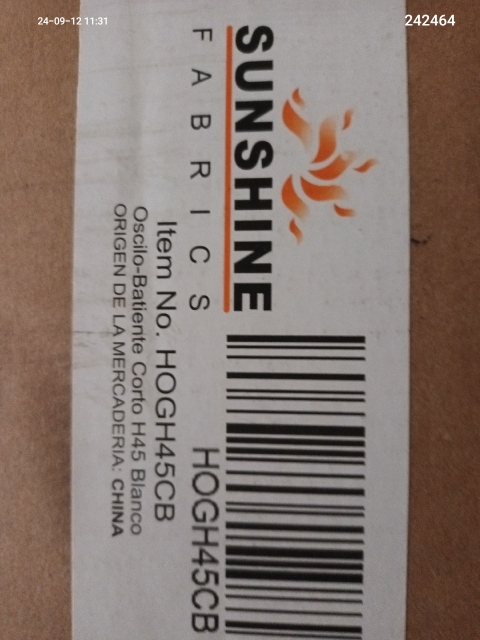 24-09-12 11:31
242464
SUNSHINE
FABRICS
HOGH45CB
Item No. HOGH45CB
Oscilo-Batiente Corto H45 Blanco
ORIGEN DE LA MERCADERIA: CHINA